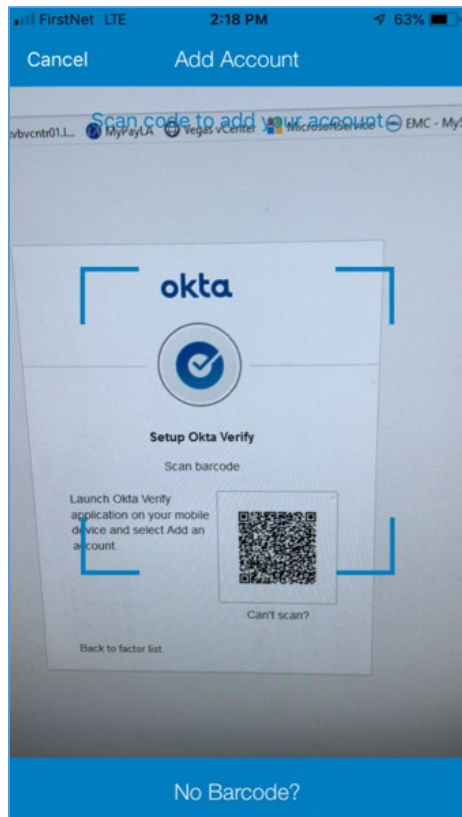 FirstNet LTE 2:18 PM 63%
Cancel Add Account
Scan code to add your account
vbvcntr01.l... MyPayLA Vegas vCenter MicrosoftService EMC - MyS
okta
Setup Okta Verify
Scan barcode
Launch Okta Verify
application on your mobile
device and select Add an
account.
Can't scan?
Back to factor list
No Barcode?